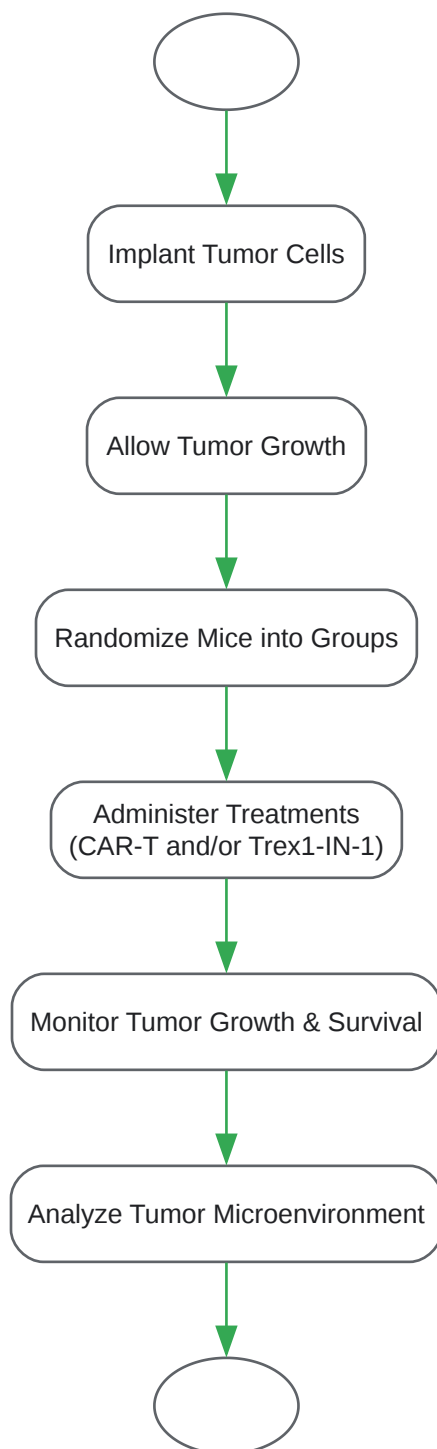 Implant Tumor Cells
Allow Tumor Growth
Randomize Mice into Groups
Administer Treatments
(CAR-T and/or Trex1-IN-1)
Monitor Tumor Growth & Survival
Analyze Tumor Microenvironment